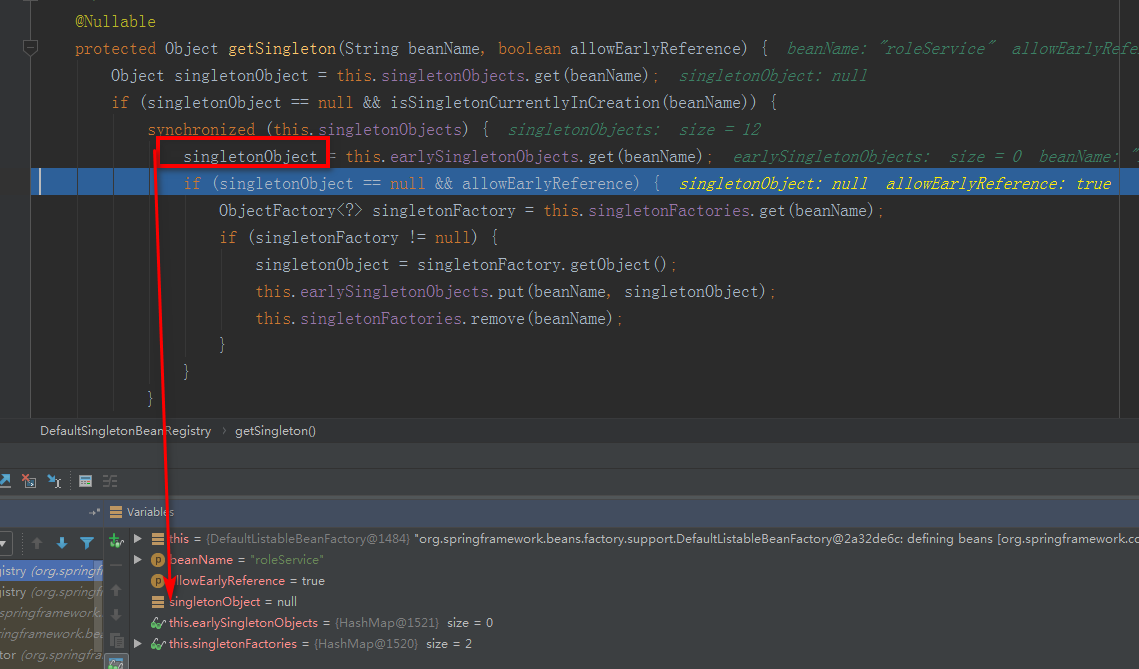 @Nullable
protected Object getSingleton(String beanName, boolean allowEarlyReference) { beanName: "roleService" allowEarlyRefe
Object singletonObject = this.singletonObjects.get(beanName); singletonObject: null
if (singletonObject == null && isSingletonCurrentlyInCreation(beanName)) {
synchronized (this.singletonObjects) { singletonObjects: size = 12
singletonObject = this.earlySingletonObjects.get(beanName); earlySingletonObjects: size = 0 beanName: "
if (singletonObject == null && allowEarlyReference) { singletonObject: null allowEarlyReference: true
ObjectFactory<?> singletonFactory = this.singletonFactories.get(beanName);
if (singletonFactory != null) {
singletonObject = singletonFactory.getObject();
this.earlySingletonObjects.put(beanName, singletonObject);
this.singletonFactories.remove(beanName);
}
}
}
DefaultSingletonBeanRegistry › getSingleton()
Variables
this = {DefaultListableBeanFactory@1484} "org.springframework.beans.factory.support.DefaultListableBeanFactory@2a32de6c: defining beans [org.springframework.co
gistry (org.springf
beanName = "roleService"
allowEarlyReference = true
gistry (org.springf
singletonObject = null
springframework.
this.earlySingletonObjects = {HashMap@1521} size = 0
ringframework.be
this.singletonFactories = {HashMap@1520} size = 2
tor (org.springfra